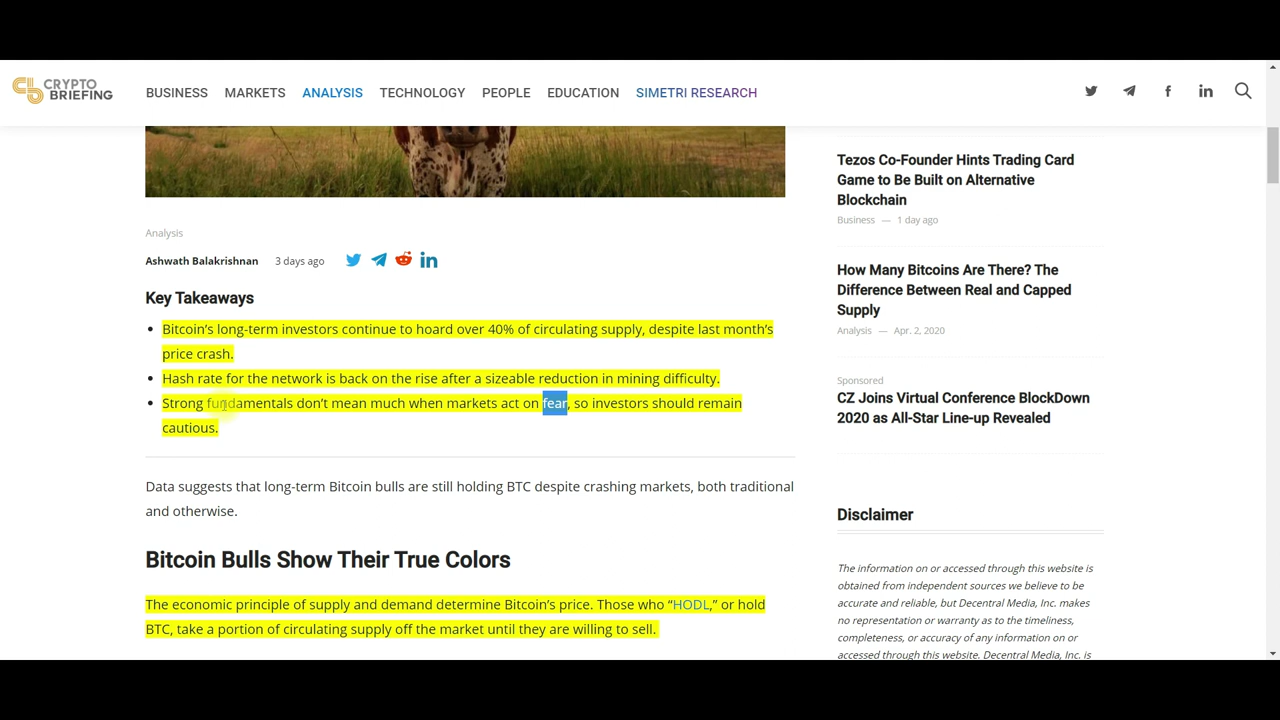 CRYPTO
BRIEFING
BUSINESS MARKETS ANALYSIS TECHNOLOGY PEOPLE EDUCATION SIMETRI RESEARCH
Analysis
Ashwath Balakrishnan 3 days ago
Key Takeaways
Bitcoin's long-term investors continue to hoard over 40% of circulating supply, despite last month's
price crash.
Hash rate for the network is back on the rise after a sizeable reduction in mining difficulty.
Strong fundamentals don't mean much when markets act on fear, so investors should remain
cautious.
Data suggests that long-term Bitcoin bulls are still holding BTC despite crashing markets, both traditional
and otherwise.
Bitcoin Bulls Show Their True Colors
The economic principle of supply and demand determine Bitcoin's price. Those who “HODL,” or hold
BTC, take a portion of circulating supply off the market until they are willing to sell.
Tezos Co-Founder Hints Trading Card
Game to Be Built on Alternative
Blockchain
Business — 1 day ago
How Many Bitcoins Are There? The
Difference Between Real and Capped
Supply
Analysis — Apr. 2, 2020
Sponsored
CZ Joins Virtual Conference BlockDown
2020 as All-Star Line-up Revealed
Disclaimer
The information on or accessed through this website is
obtained from independent sources we believe to be
accurate and reliable, but Decentral Media, Inc. makes
no representation or warranty as to the timeliness,
completeness, or accuracy of any information on or
accessed through this website. Decentral Media, Inc. is